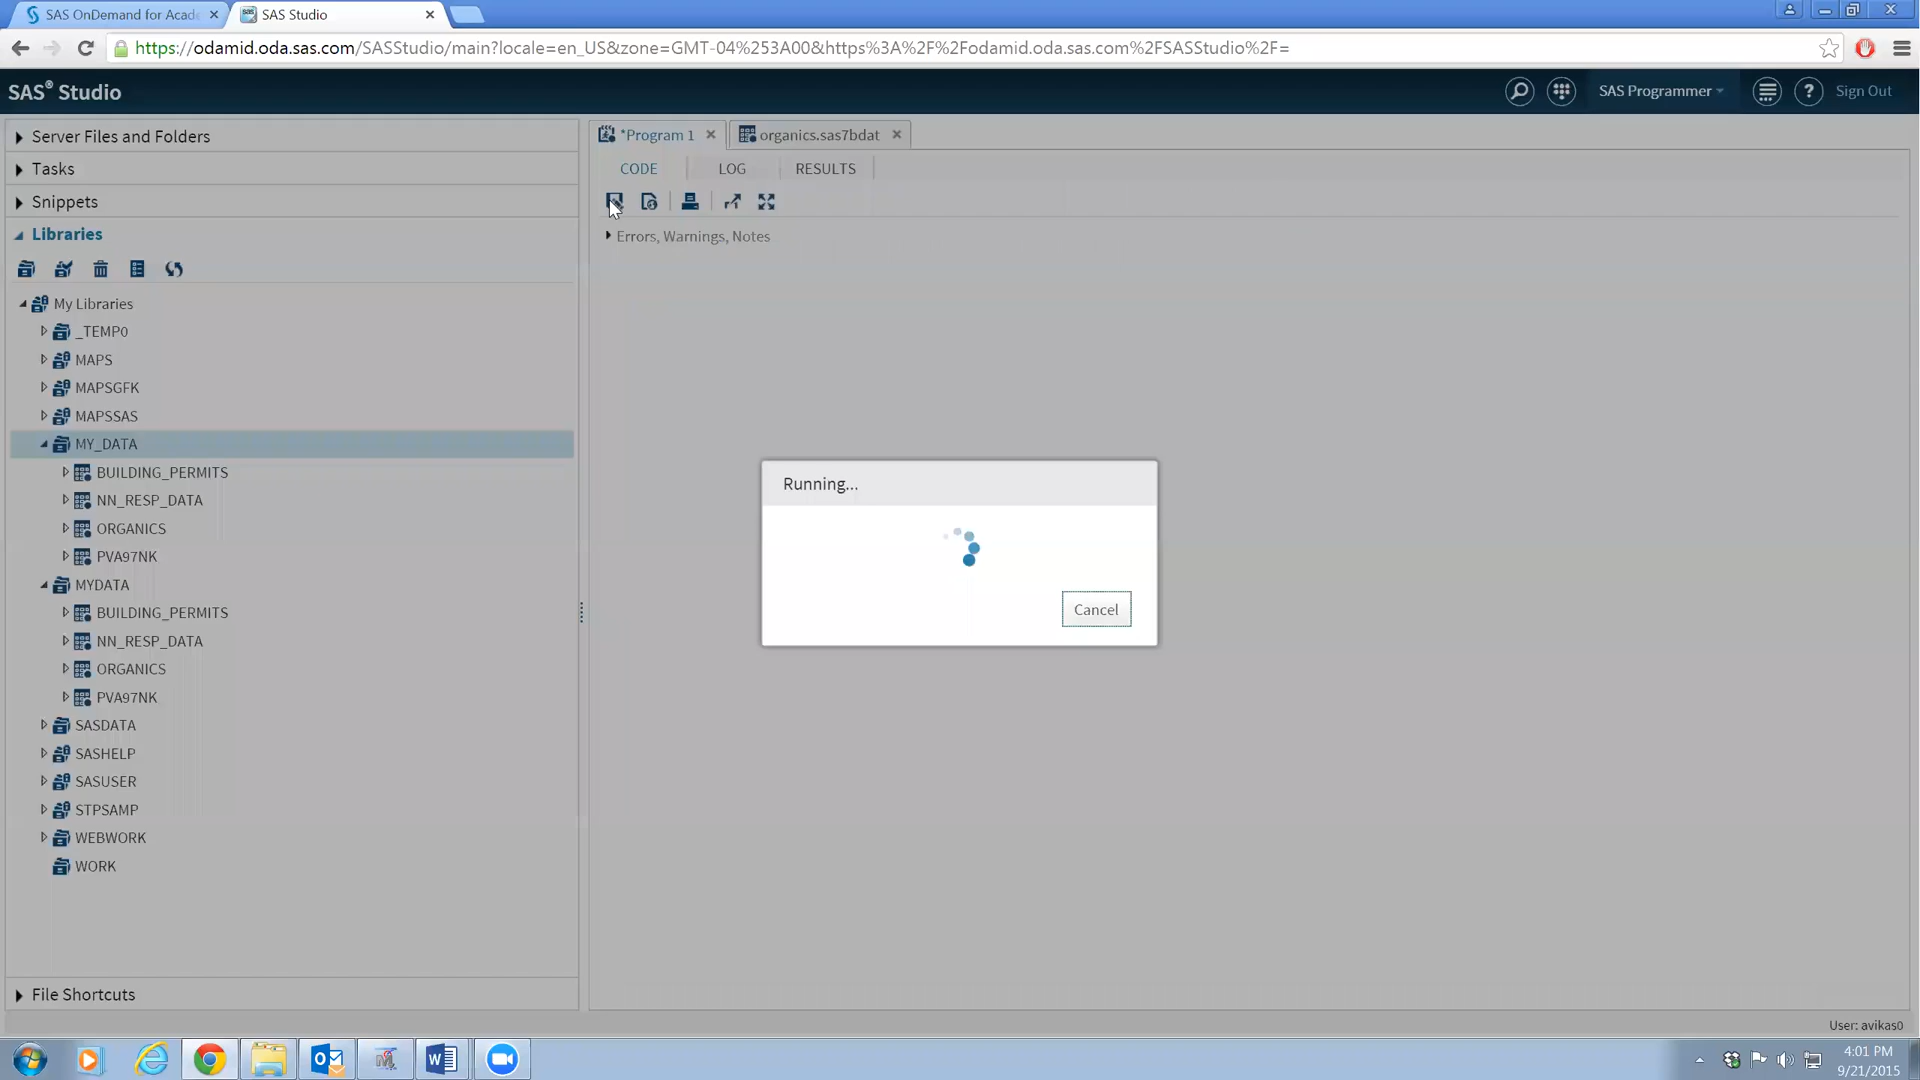 SAS OnDemand for Acade
SAS Studio
https://odamid.oda.sas.com/SASStudio/main?locale=en_US&zone=GMT-04%253A00&https%3A%2F%2Fodamid.oda.sas.com%2FSASStudio%2F=
SAS® Studio
SAS Programmer
Sign Out
Server Files and Folders
Tasks
Snippets
Libraries
My Libraries
_TEMP0
MAPS
MAPSGFK
MAPSSAS
MY_DATA
BUILDING_PERMITS
NN_RESP_DATA
ORGANICS
PVA97NK
MYDATA
BUILDING_PERMITS
NN_RESP_DATA
ORGANICS
PVA97NK
SASDATA
SASHELP
SASUSER
STPSAMP
WEBWORK
WORK
File Shortcuts
*Program 1
organics.sas7bdat
CODE
LOG
RESULTS
Errors, Warnings, Notes
Running...
Cancel
User: avikas0
4:01 PM
9/21/2015